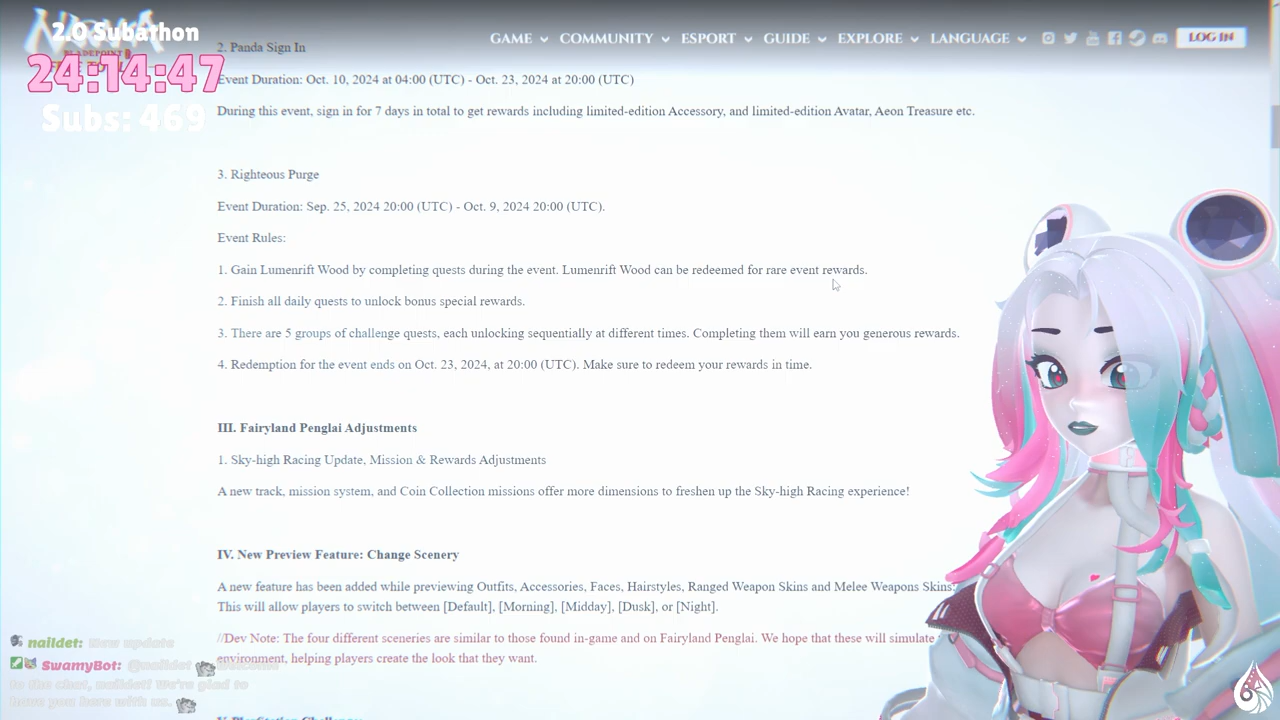 2.0 Subathon
24:14:47
Subs: 469
GAME COMMUNITY ESPORT GUIDE EXPLORE LANGUAGE LOG IN
2. Panda Sign In
Event Duration: Oct. 10, 2024 at 04:00 (UTC) - Oct. 23, 2024 at 20:00 (UTC)
During this event, sign in for 7 days in total to get rewards including limited-edition Accessory, and limited-edition Avatar, Aeon Treasure etc.
3. Righteous Purge
Event Duration: Sep. 25, 2024 20:00 (UTC) - Oct. 9, 2024 20:00 (UTC).
Event Rules:
1. Gain Lumenrift Wood by completing quests during the event. Lumenrift Wood can be redeemed for rare event rewards.
2. Finish all daily quests to unlock bonus special rewards.
3. There are 5 groups of challenge quests, each unlocking sequentially at different times. Completing them will earn you generous rewards.
4. Redemption for the event ends on Oct. 23, 2024, at 20:00 (UTC). Make sure to redeem your rewards in time.
III. Fairyland Penglai Adjustments
1. Sky-high Racing Update, Mission & Rewards Adjustments
A new track, mission system, and Coin Collection missions offer more dimensions to freshen up the Sky-high Racing experience!
IV. New Preview Feature: Change Scenery
A new feature has been added while previewing Outfits, Accessories, Faces, Hairstyles, Ranged Weapon Skins and Melee Weapons Skins.
This will allow players to switch between [Default], [Morning], [Midday], [Dusk], or [Night].
//Dev Note: The four different sceneries are similar to those found in-game and on Fairyland Penglai. We hope that these will simulate
environment, helping players create the look that they want.
naildet: New update
SwamyBot: @naildet
to the chat, naildet! We're glad to
have you here with us.